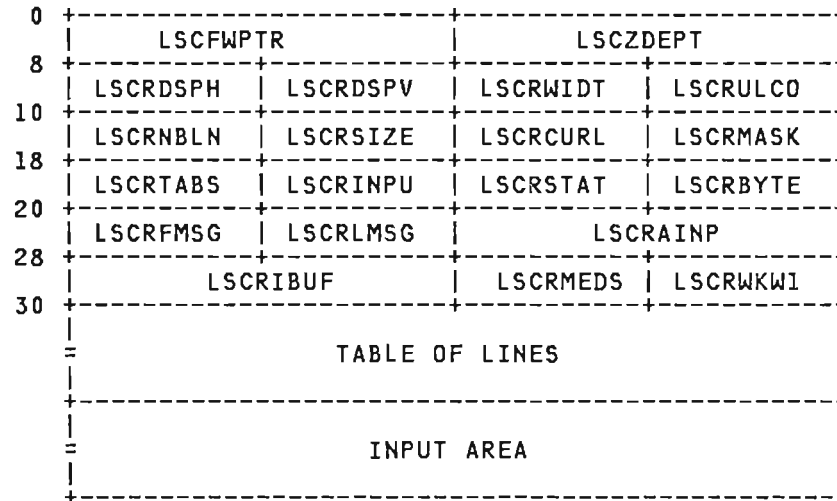 0
LSCFWPTR LSCZDEPT
8
LSCRDSPH LSCRDSPV LSCRWIDT LSCRULCO
10
LSCRNBLN LSCRSIZE LSCRCURL LSCRMASK
18
LSCRTABS LSCRINPU LSCRSTAT LSCRBYTE
20
LSCRFMSG LSCRLMSG LSCRAINP
28
LSCRIBUF LSCRMEDS LSCRWKW1
30
TABLE OF LINES
INPUT AREA